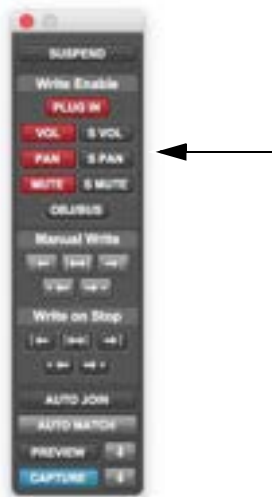 SUSPEND
Write Enable
PLUG IN
VOL S VOL
PAN S PAN
MUTE S MUTE
OBJ/BUS
Manual Write
Write on Stop
AUTO JOIN
AUTO MATCH
PREVIEW
CAPTURE